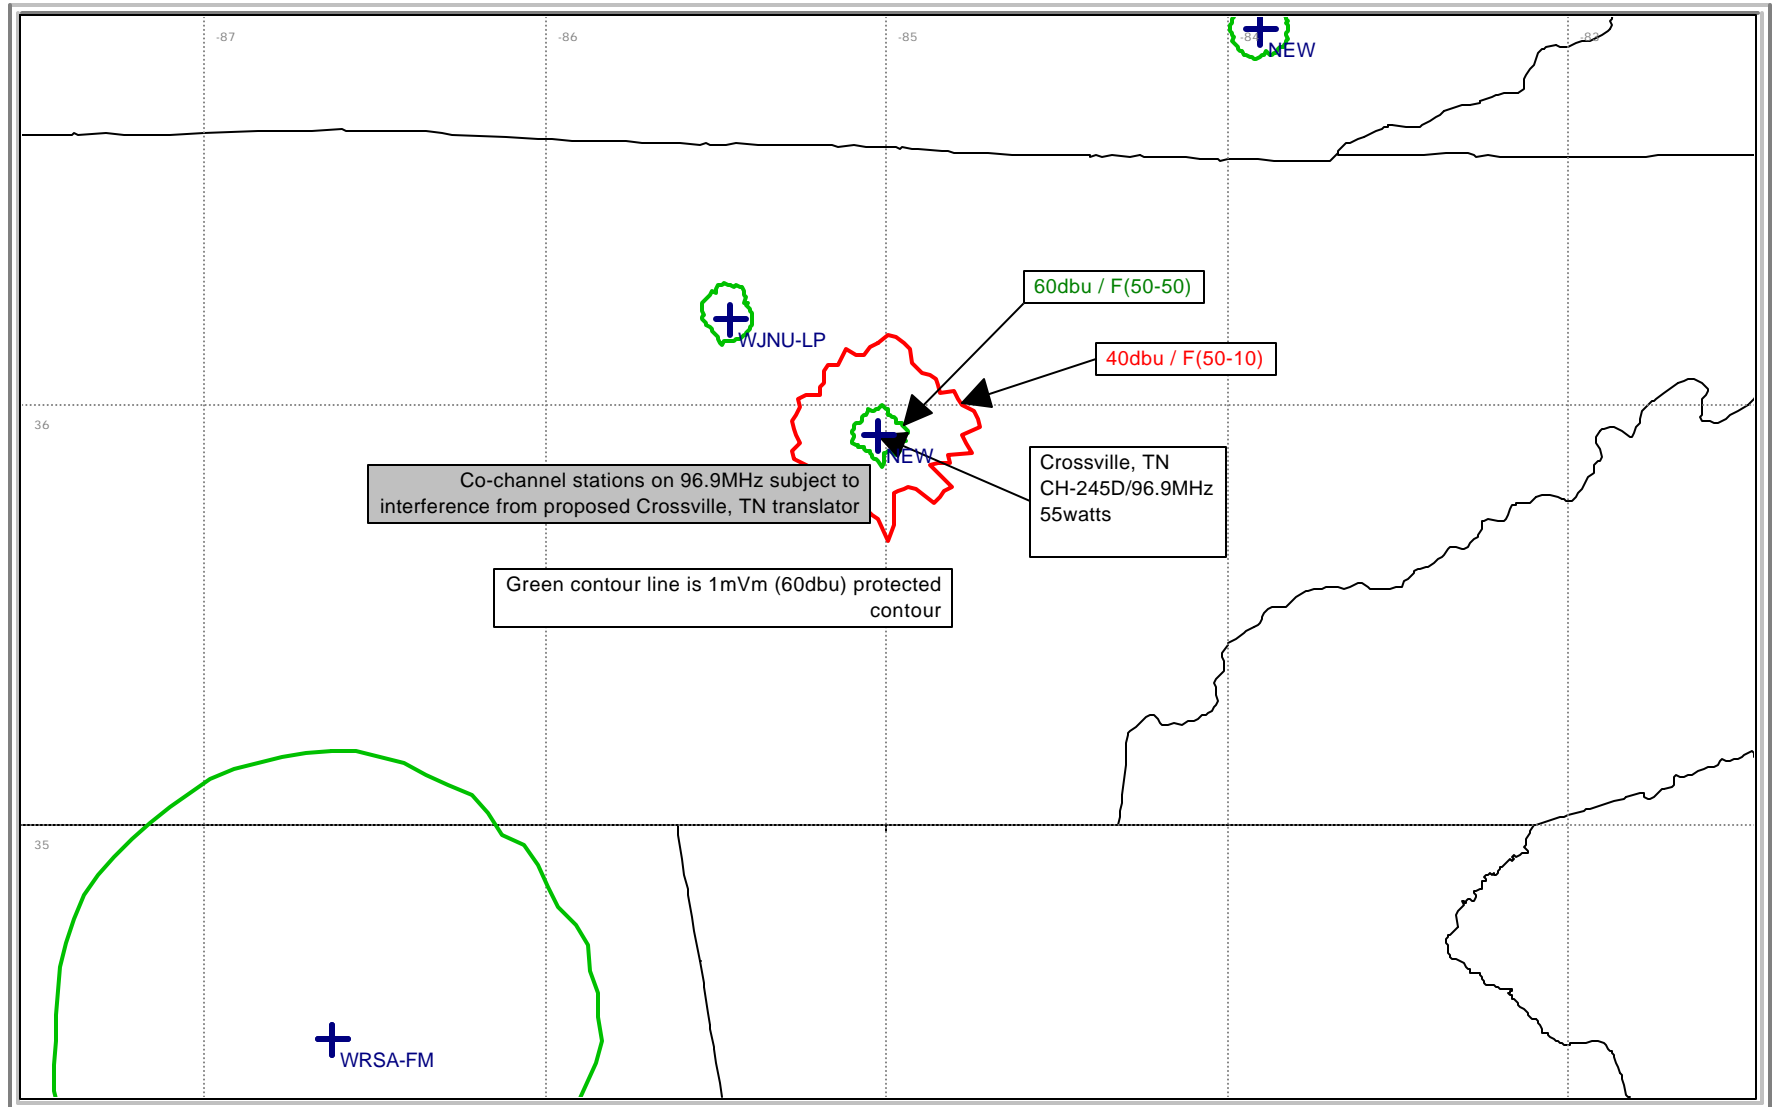 -87
-86
-85
-84
-83
NEW
60dbu / F(50-50)
WJNU-LP
40dbu / F(50-10)
36
NEW
Crossville, TN
CH-245D/96.9MHz
55watts
Co-channel stations on 96.9MHz subject to
interference from proposed Crossville, TN translator
Green contour line is 1mVm (60dbu) protected
contour
35
WRSA-FM